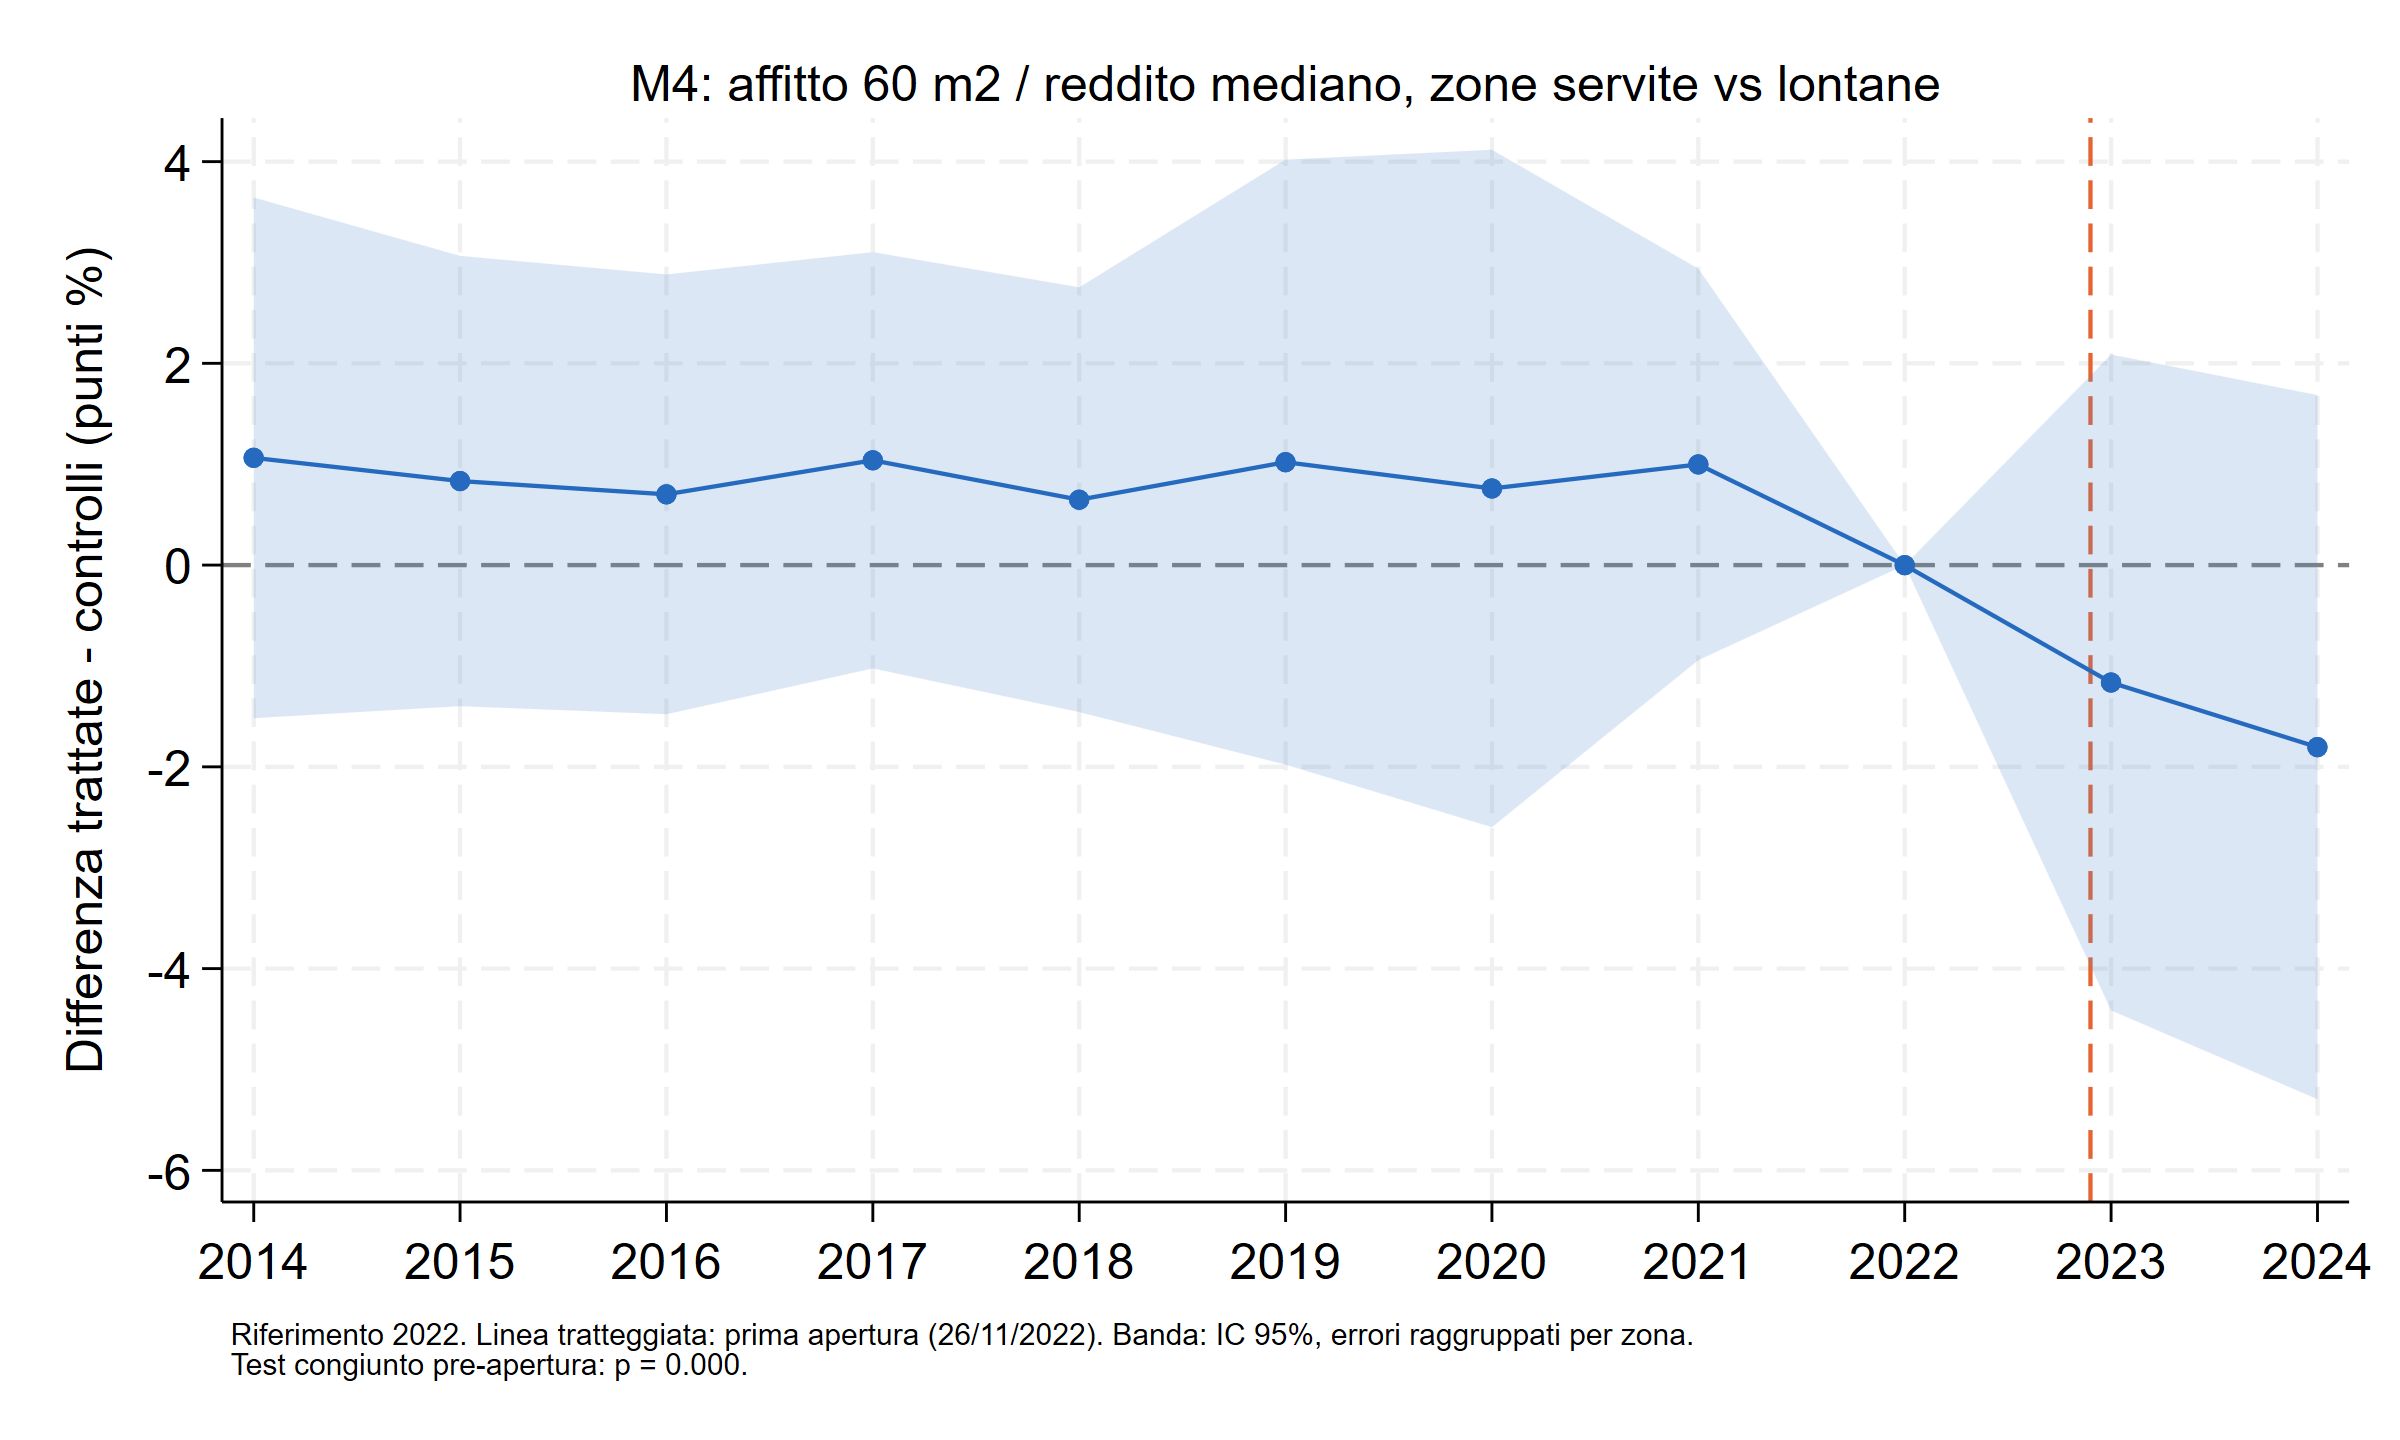 M4: affitto 60 m2 / reddito mediano, zone servite vs lontane
Differenza trattate - controlli (punti %)
4
2
0
-2
-4
-6
2014 2015 2016 2017 2018 2019 2020 2021 2022 2023 2024
Riferimento 2022. Linea tratteggiata: prima apertura (26/11/2022). Banda: IC 95%, errori raggruppati per zona.
Test congiunto pre-apertura: p = 0.000.